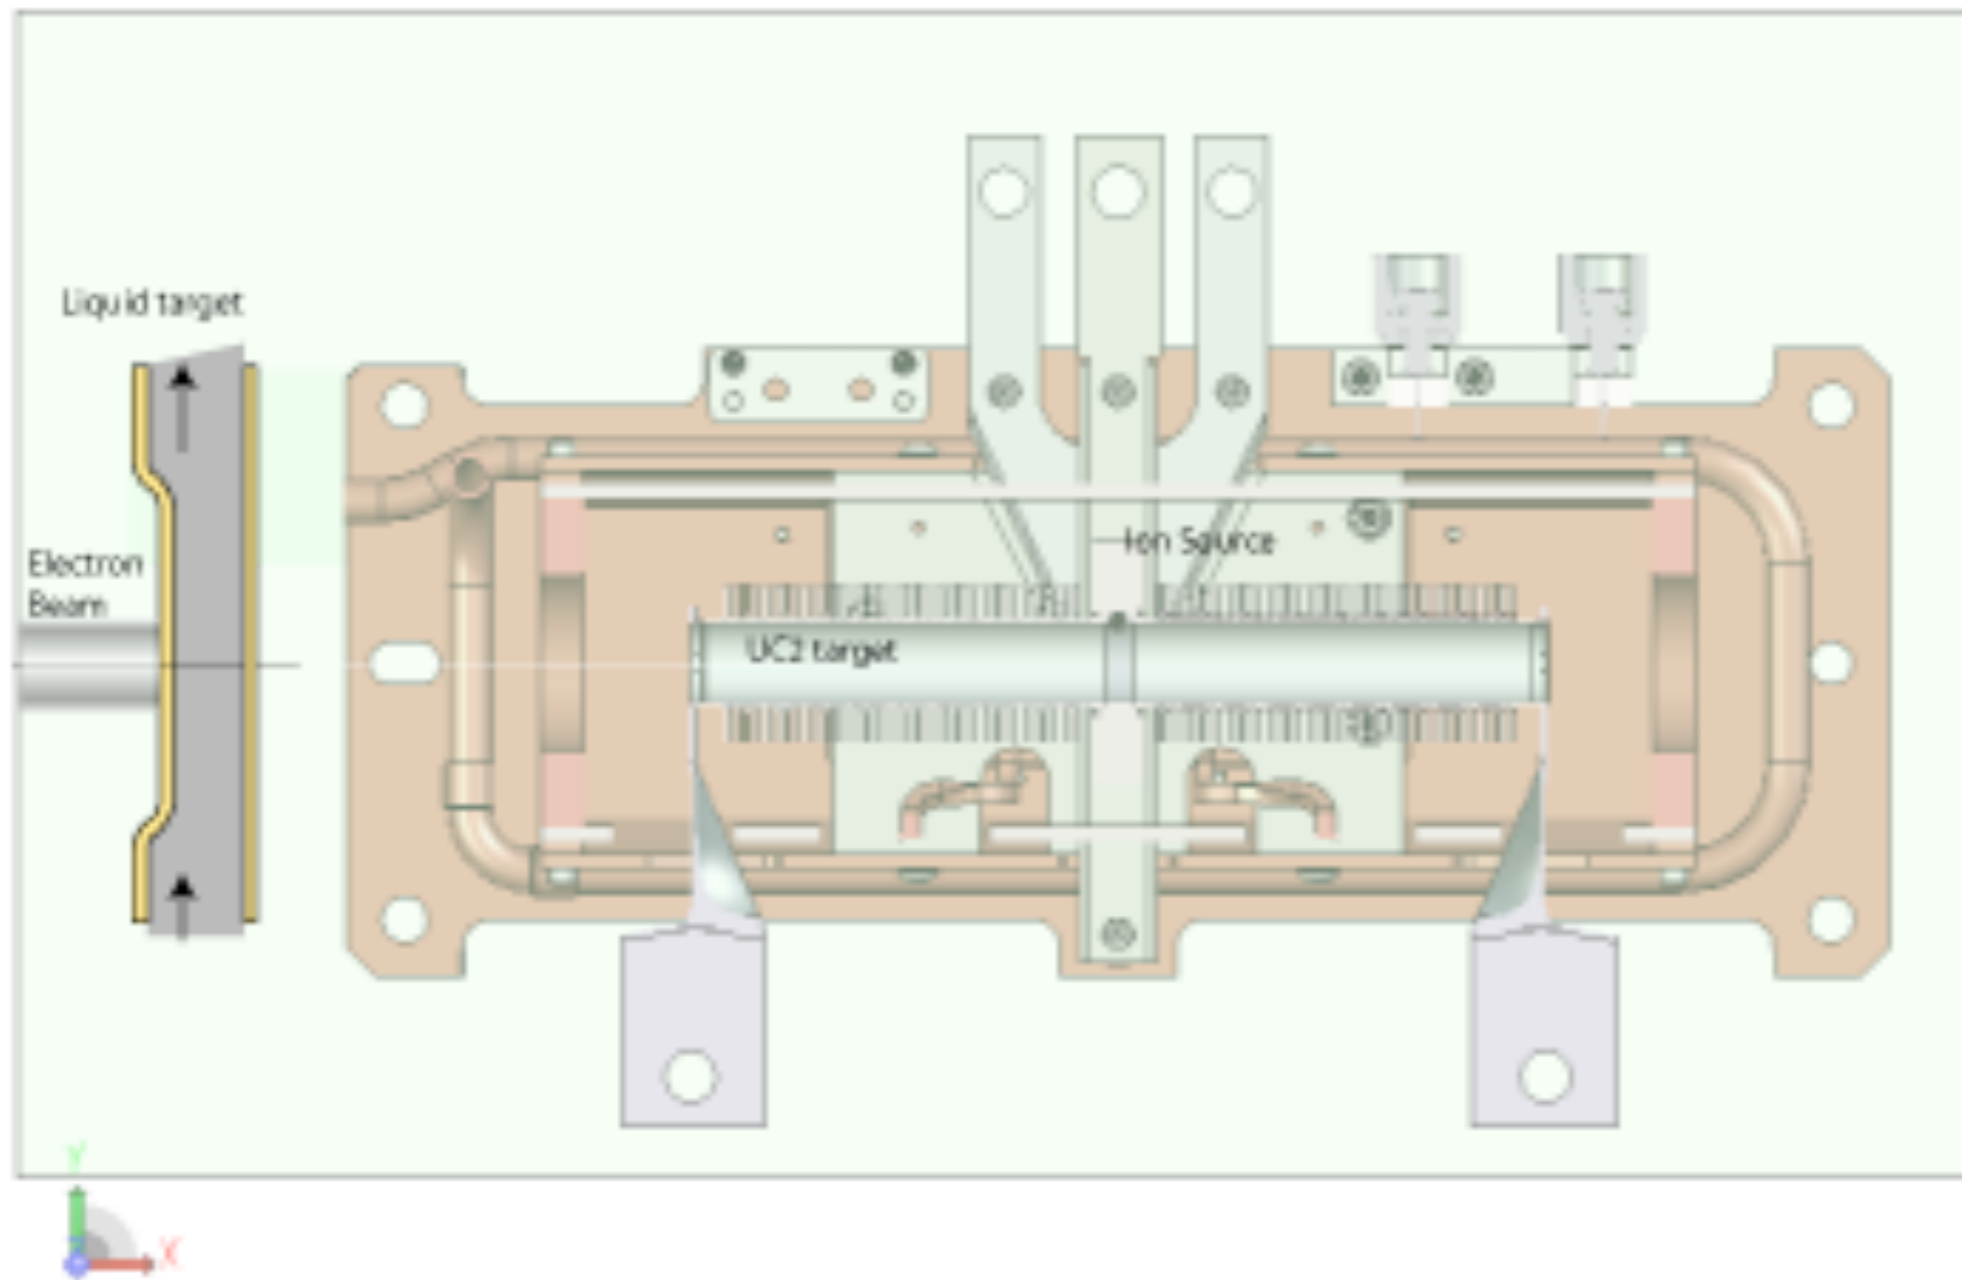 Liquid target
Electron
Beam
Ion Source
UC2 target
Y
X